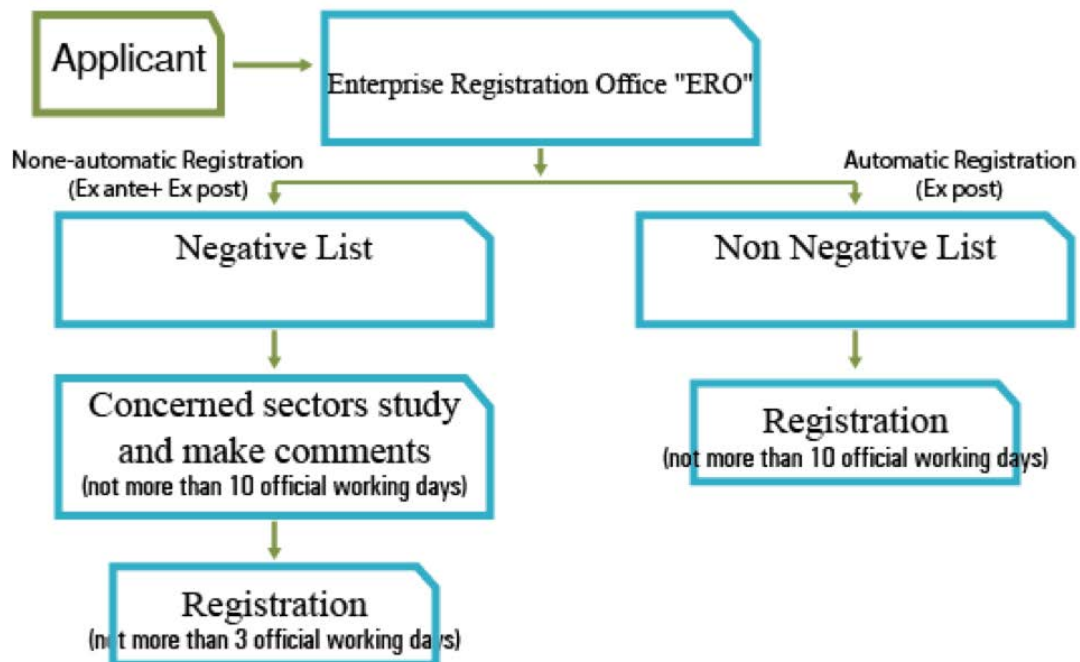 Applicant
Enterprise Registration Office "ERO"
None-automatic Registration
(Ex ante+ Ex post)
Automatic Registration
(Ex post)
Negative List
Non Negative List
Concerned sectors study
and make comments
(not more than 10 official working days)
Registration
(not more than 10 official working days)
Registration
(not more than 3 official working days)